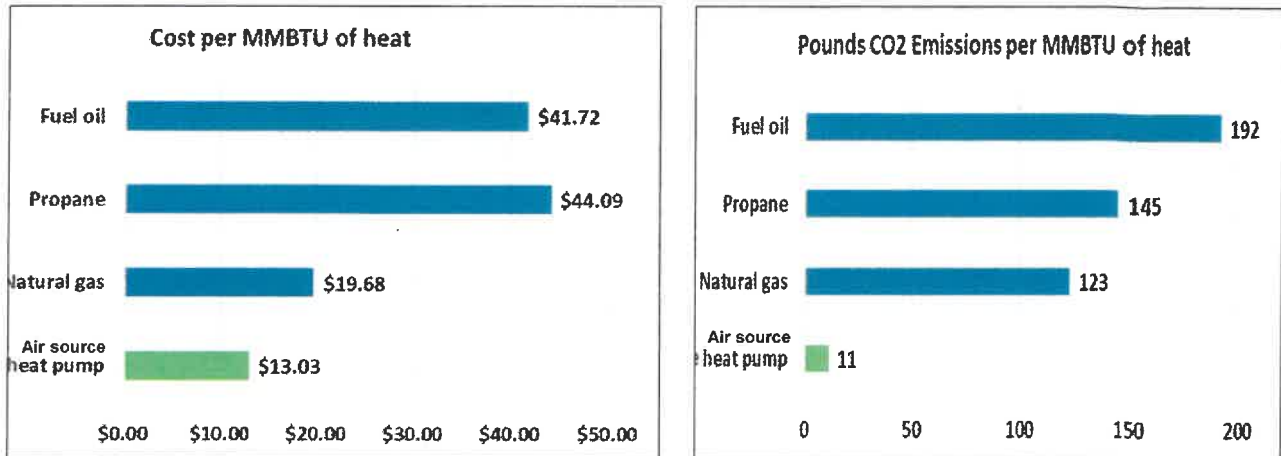 Cost per MMBTU of heat
Fuel oil
$41.72
Propane
$44.09
Natural gas
$19.68
Air source
heat pump
$13.03
$0.00 $10.00 $20.00 $30.00 $40.00 $50.00
Pounds CO2 Emissions per MMBTU of heat
Fuel oil
192
Propane
145
Natural gas
123
Air source
heat pump
11
0 50 100 150 200